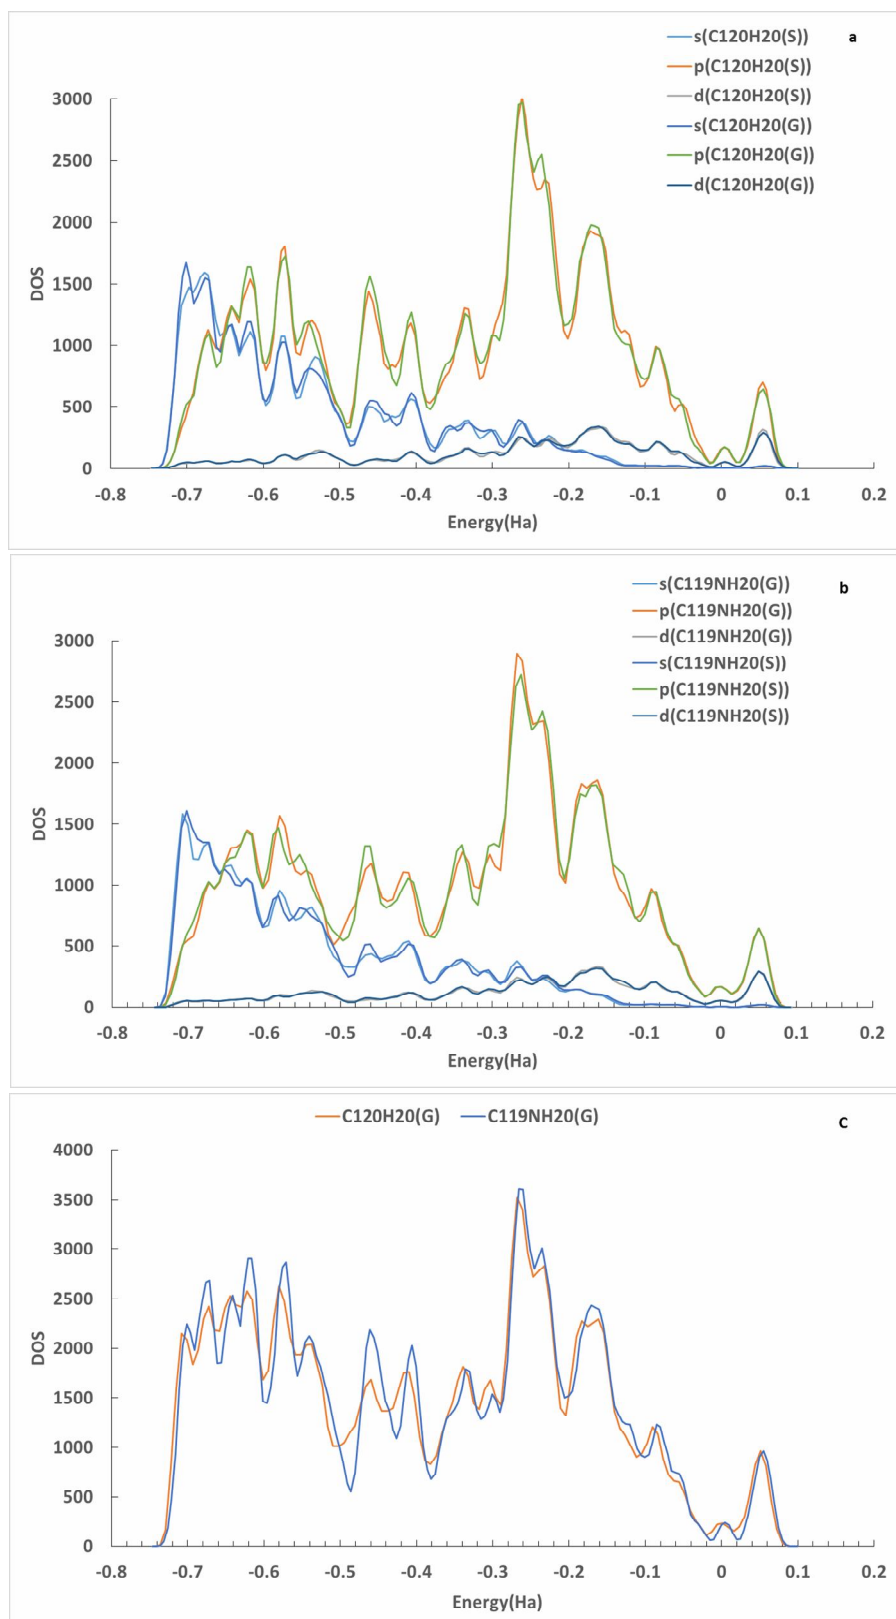 s(C120H20(S))
a
p(C120H20(S))
d(C120H20(S))
s(C120H20(G))
p(C120H20(G))
d(C120H20(G))
3000
2500
2000
1500
1000
500
0
DOS
-0.8 -0.7 -0.6 -0.5 -0.4 -0.3 -0.2 -0.1 0 0.1 0.2
Energy(Ha)
s(C119NH20(G))
b
p(C119NH20(G))
d(C119NH20(G))
s(C119NH20(S))
p(C119NH20(S))
d(C119NH20(S))
3000
2500
2000
1500
1000
500
0
DOS
-0.8 -0.7 -0.6 -0.5 -0.4 -0.3 -0.2 -0.1 0 0.1 0.2
Energy(Ha)
C120H20(G) C119NH20(G)
C
4000
3500
3000
2500
2000
1500
1000
500
0
DOS
-0.8 -0.7 -0.6 -0.5 -0.4 -0.3 -0.2 -0.1 0 0.1 0.2
Energy(Ha)